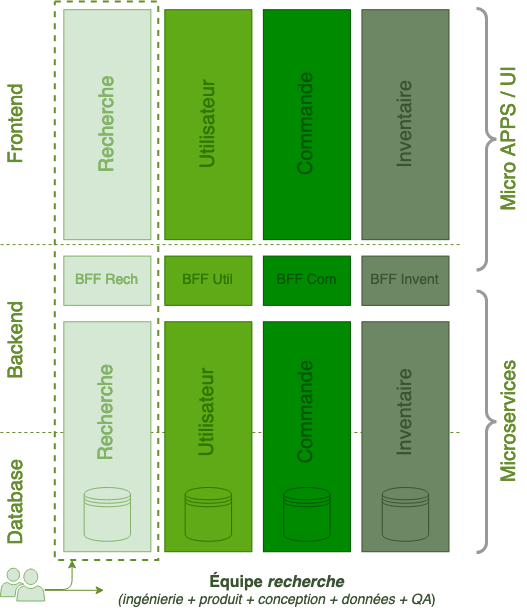 Frontend
Recherche
Utilisateur
Commande
Inventaire
Micro APPS / UI
BFF Rech
BFF Util
BFF Com
BFF Invent
Backend
Recherche
Utilisateur
Commande
Inventaire
Microservices
Database
Équipe recherche
(ingénierie + produit + conception + données + QA)